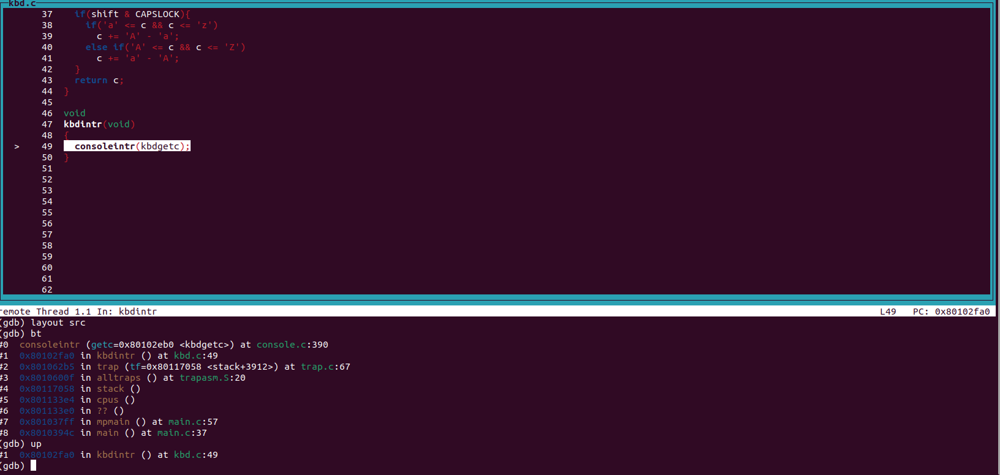 kbd.c
37 if(shift & CAPSLOCK){
38 if('a' <= c && c <= 'z')
39 c += 'A' - 'a';
40 else if('A' <= c && c <= 'Z')
41 c += 'a' - 'A';
42 }
43 return c;
44 }
45
46 void
47 kbdintr(void)
48 {
> 49 consoleintr(kbdgetc);
50 }
51
52
53
54
55
56
57
58
59
60
61
62
remote Thread 1.1 In: kbdintr L49 PC: 0x80102fa0
(gdb) layout src
(gdb) bt
#0 consoleintr (getc=0x80102eb0 <kbdgetc>) at console.c:390
#1 0x80102fa0 in kbdintr () at kbd.c:49
#2 0x801062b5 in trap (tf=0x80117058 <stack+3912>) at trap.c:67
#3 0x8010600f in alltraps () at trapasm.S:20
#4 0x80117058 in stack ()
#5 0x801133e4 in cpus ()
#6 0x801133e0 in ?? ()
#7 0x801037ff in mpmain () at main.c:57
#8 0x8010394c in main () at main.c:37
(gdb) up
#1 0x80102fa0 in kbdintr () at kbd.c:49
(gdb)